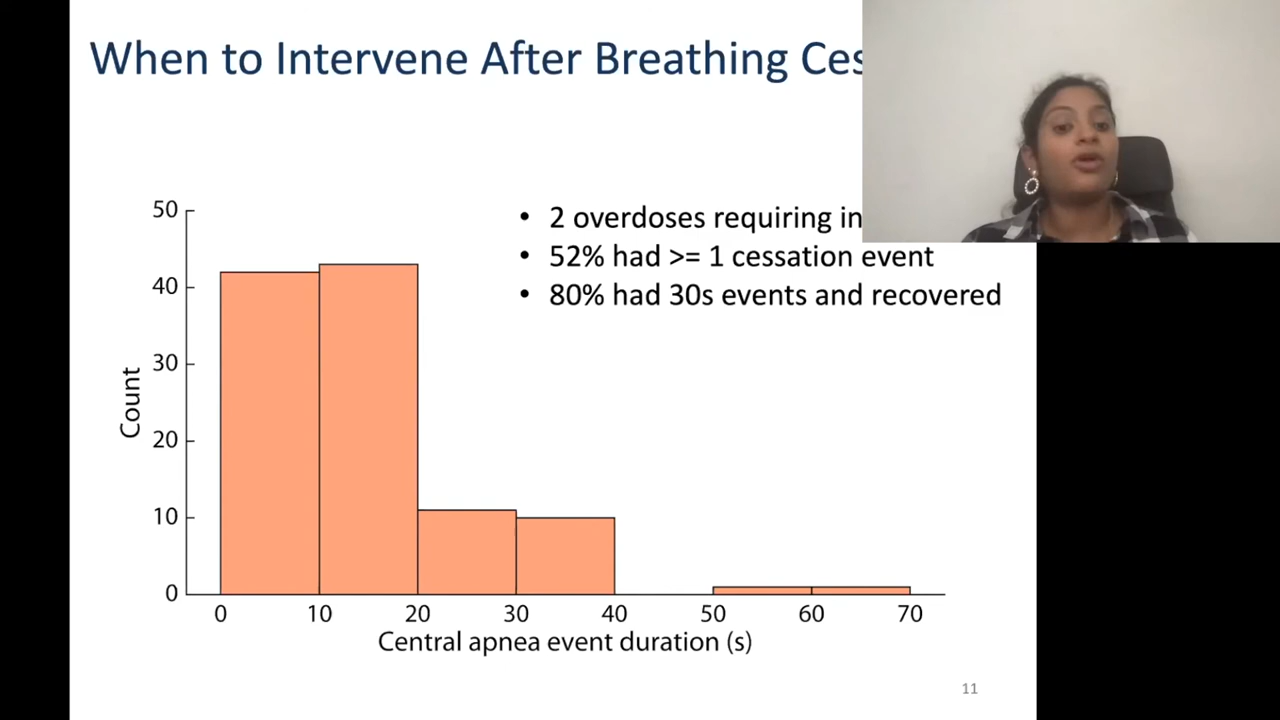 When to Intervene After Breathing Ces
• 2 overdoses requiring in
• 52% had >= 1 cessation event
• 80% had 30s events and recovered
50
40
30
20
10
0
Count
0 10 20 30 40 50 60 70
Central apnea event duration (s)
11